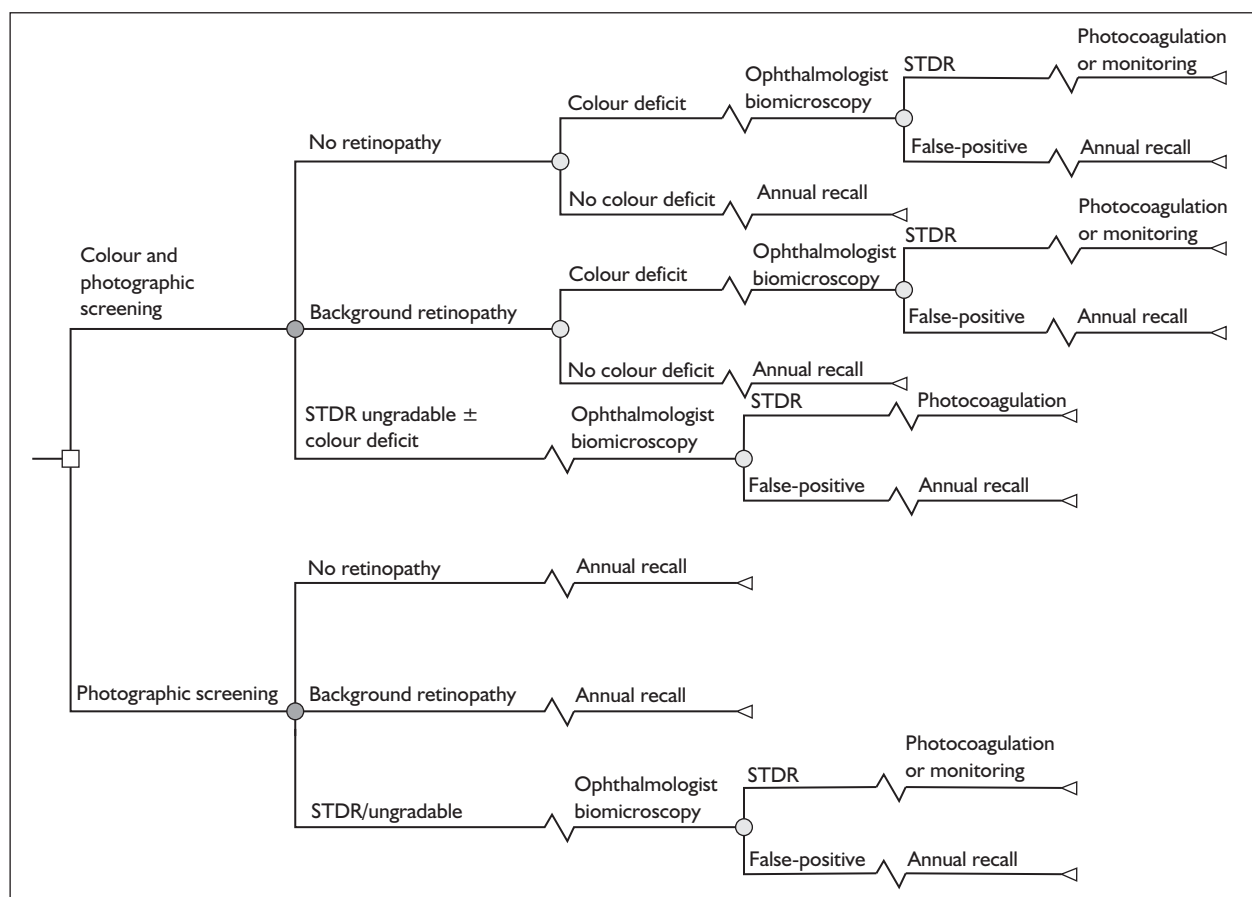 Photocoagulation
or monitoring
STDR
Ophthalmologist
biomicroscopy
Colour deficit
No retinopathy
False-positive
Annual recall
No colour deficit
Annual recall
Photocoagulation
or monitoring
STDR
Colour and
photographic
screening
Ophthalmologist
biomicroscopy
Colour deficit
Background retinopathy
False-positive
Annual recall
No colour deficit
Annual recall
STDR
Photocoagulation
STDR ungradable ±
colour deficit
Ophthalmologist
biomicroscopy
False-positive
Annual recall
No retinopathy
Annual recall
Photographic screening
Background retinopathy
Annual recall
Photocoagulation
or monitoring
STDR
Ophthalmologist
biomicroscopy
STDR/ungradable
False-positive
Annual recall